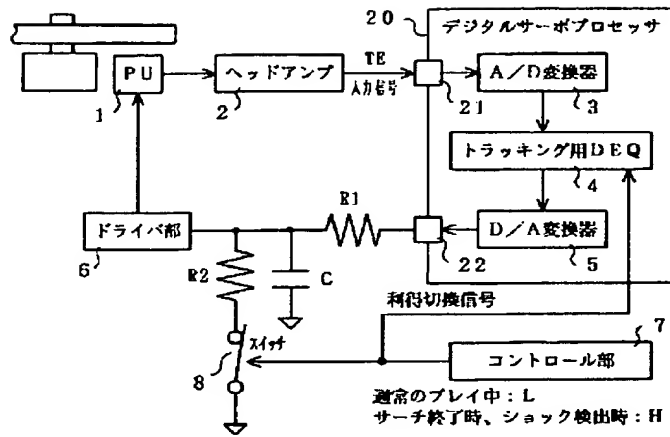 20
デジタルサーボプロセッサ
PU
1
ヘッドアンプ
2
TE
入力信号
21
A/D変換器
3
トラッキング用DEQ
4
ドライバ部
6
R1
22
D/A変換器
5
R2
C
利得切換信号
7
スイッチ
8
コントロール部
通常のプレイ中:L
サーチ終了時、ショック検出時:H